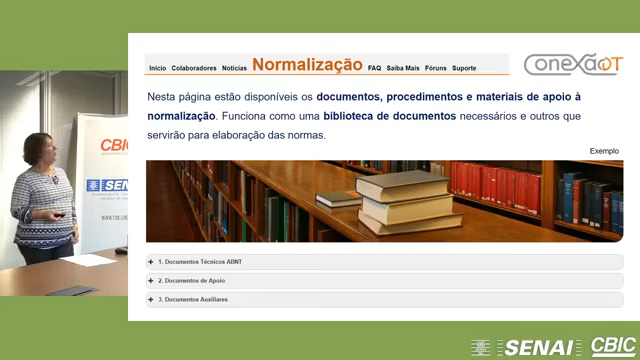 Início Colaboradores Notícias Normalização FAQ Saiba Mais Fóruns Suporte
conexãoDT
Nesta página estão disponíveis os documentos, procedimentos e materiais de apoio à
normalização. Funciona como uma biblioteca de documentos necessários e outros que
servirão para elaboração das normas.
Exemplo
+ 1. Documentos Técnicos ABNT
+ 2. Documentos de Apoio
+ 3. Documentos Auxiliares
CBIC
SENAI
SENAI
CBIC